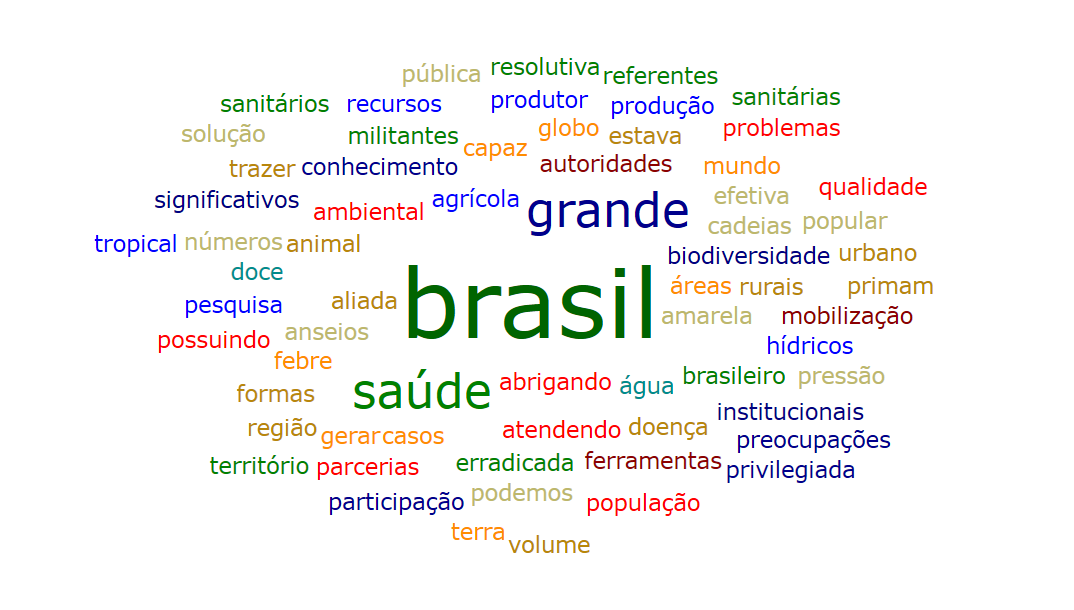 resolutiva
pública
referentes
sanitários recursos produtor produção sanitárias
solução militantes globo estava problemas
capaz
trazer conhecimento autoridades mundo
significativos agrícola qualidade
ambiental grande efetiva
cadeias popular
tropical números animal
biodiversidade urbano
doce
áreas rurais primam
pesquisa aliada brasil
amarela mobilização
possuindo anseios
hídricos
febre
saúde abrigando água brasileiro pressão
formas
institucionais
região gerar casos atendendo doença
preocupações
território parcerias erradicada ferramentas privilegiada
participação podemos população
terra
volume